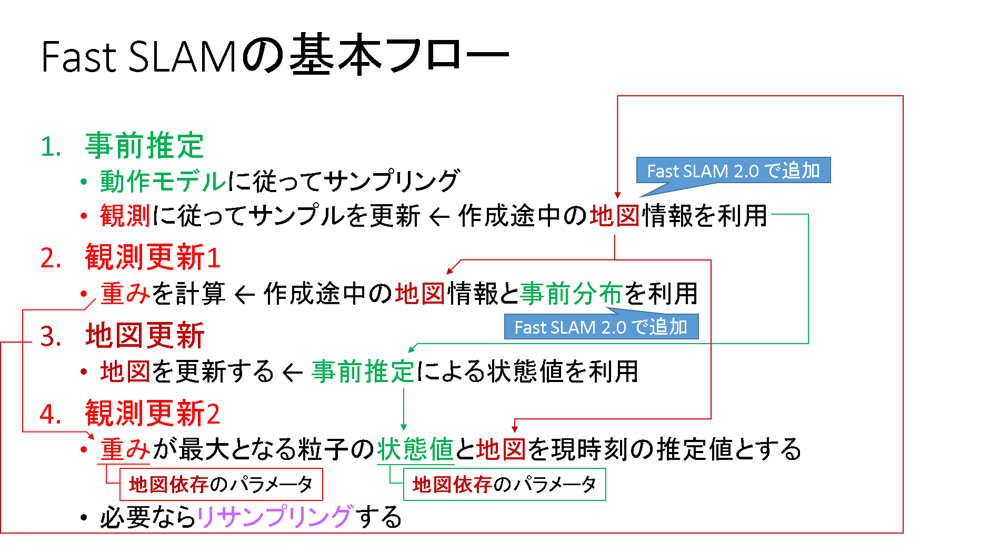 Fast SLAMの基本フロー
1. 事前推定
• 動作モデルに従ってサンプリング
Fast SLAM 2.0 で追加
• 観測に従ってサンプルを更新 ← 作成途中の地図情報を利用
2. 観測更新1
• 重みを計算 ← 作成途中の地図情報と事前分布を利用
Fast SLAM 2.0 で追加
3. 地図更新
• 地図を更新する ← 事前推定による状態値を利用
4. 観測更新2
• 重みが最大となる粒子の状態値と地図を現時刻の推定値とする
地図依存のパラメータ
地図依存のパラメータ
• 必要ならリサンプリングする